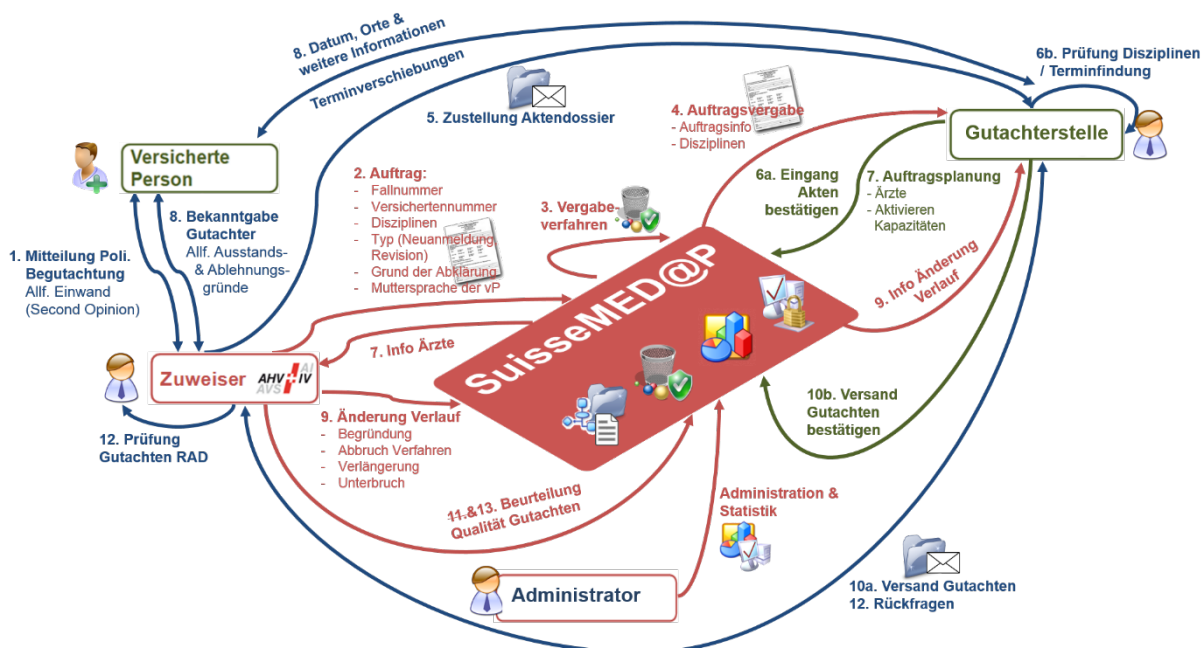 8. Datum, Orte &
weitere Informationen
Terminverschiebungen
5. Zustellung Aktendossier
6b. Prüfung Disziplinen
/ Terminfindung
4. Auftragsvergabe
- Auftragsinfo
- Disziplinen
Gutachterstelle
Versicherte
Person
2. Auftrag:
- Fallnummer
- Versichertennummer
- Disziplinen
- Typ (Neuanmeldung,
Revision)
- Grund der Abklärung
- Muttersprache der vP
3. Vergabe-
verfahren
6a. Eingang
Akten
bestätigen
7. Auftragsplanung
- Ärzte
- Aktivieren
Kapazitäten
8. Bekanntgabe
Gutachter
Allf. Ausstands-
& Ablehnungs-
gründe
1. Mitteilung Poli.
Begutachtung
Allf. Einwand
(Second Opinion)
SuisseMED@P
9. Info Änderung
Verlauf
7. Info Ärzte
Zuweiser
AHV IV
AVS AI
12. Prüfung
Gutachten RAD
9. Änderung Verlauf
- Begründung
- Abbruch Verfahren
- Verlängerung
- Unterbruch
10b. Versand
Gutachten
bestätigen
11.&13. Beurteilung
Qualität Gutachten
Administration &
Statistik
Administrator
10a. Versand Gutachten
12. Rückfragen